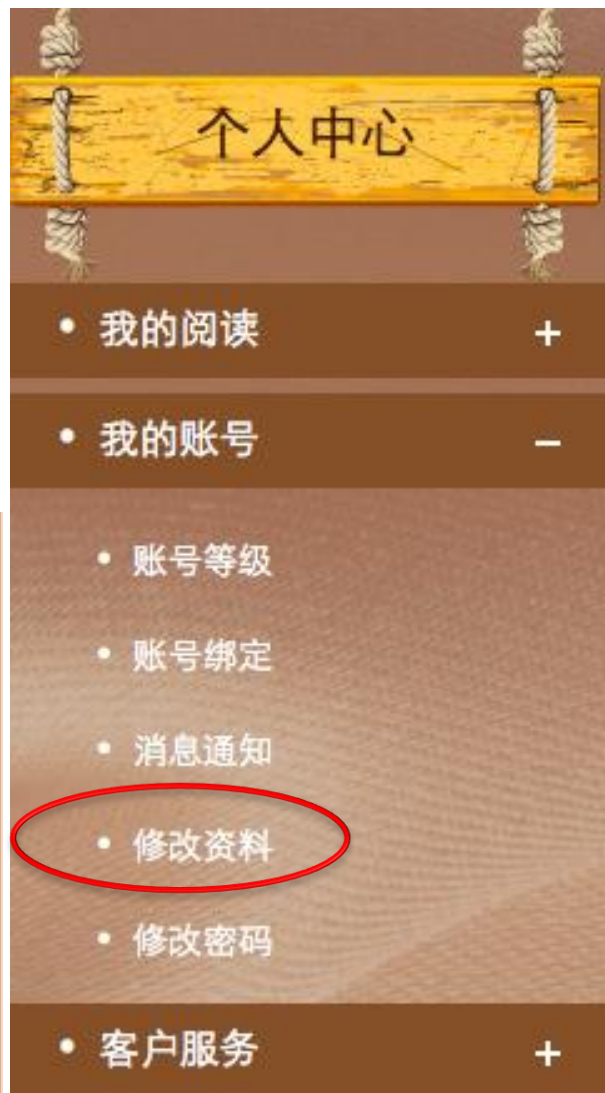 个人中心
• 我的阅读 +
• 我的账号 −
• 账号等级
• 账号绑定
• 消息通知
• 修改资料
• 修改密码
• 客户服务 +